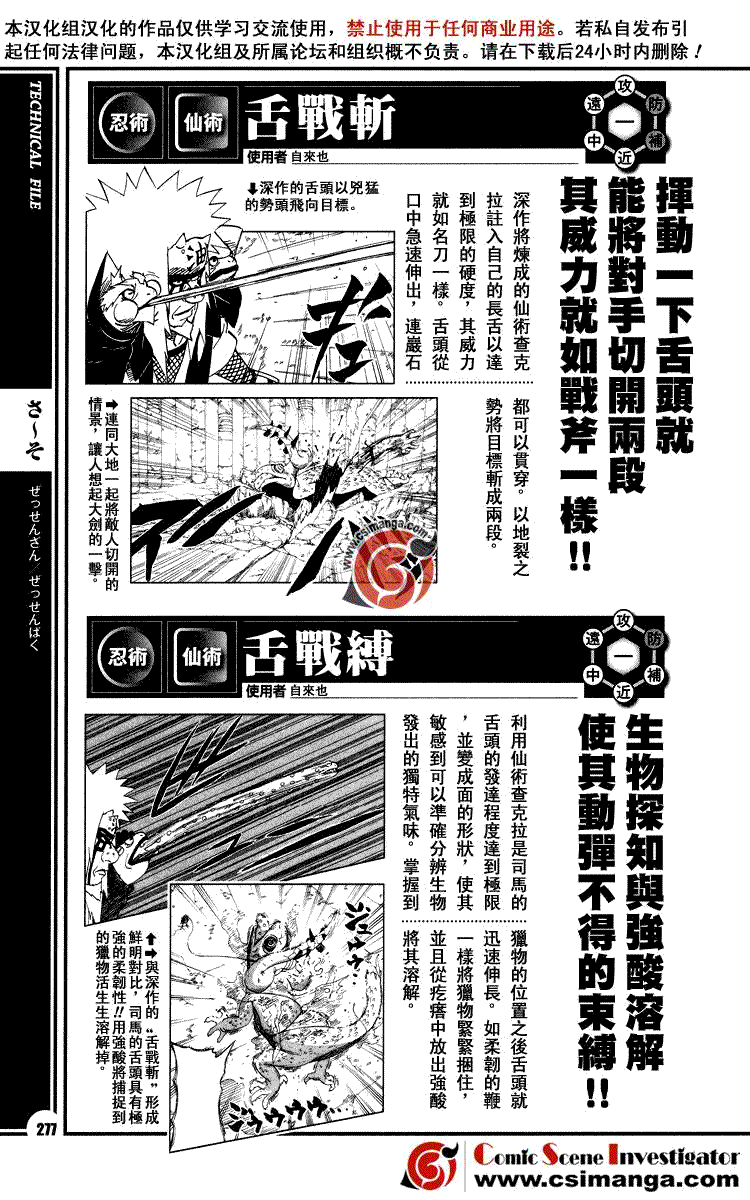 本汉化组汉化的作品仅供学习交流使用，禁止使用于任何商业用途。若私自发布引
起任何法律问题，本汉化组及所属论坛和组织概不负责。请在下载后24小时内删除！
TECHNICAL FILE
さ～そ
ぜっせんざん／ぜっせんばく
277
忍術
仙術
舌戰斬
使用者 自來也
攻
防
補
近
中
遠
一
揮動一下舌頭就
能將對手切開兩段
其威力就如戰斧一樣!!
深作將煉成的仙術查克
拉註入自己的長舌以達
到極限的硬度，其威力
就如名刀一樣。舌頭從
口中急速伸出，連巖石
都可以貫穿。以地裂之
勢將目標斬成兩段。
⬇深作的舌頭以兇猛
的勢頭飛向目標。
ギュ
➡連同大地一起將敵人切開的
情景，讓人想起大劍的一擊。
www.csimanga.com
忍術
仙術
舌戰縛
使用者 自來也
攻
防
補
近
中
遠
一
生物探知與強酸溶解
使其動彈不得的束縛!!
利用仙術查克拉是司馬的
舌頭的發達程度達到極限
，並變成面的形狀，使其
敏感到可以準確分辨生物
發出的獨特氣味。掌握到
獵物的位置之後舌頭就
迅速伸長。如柔韌的鞭
一樣將獵物緊緊捆住，
並且從疙瘩中放出強酸
將其溶解。
⬆➡與深作的“舌戰斬”形成
鮮明對比，司馬的舌頭具有極
強的柔韌性!!用強酸將捕捉到
的獵物活生生溶解掉。
Comic Scene Investigator
www.csimanga.com